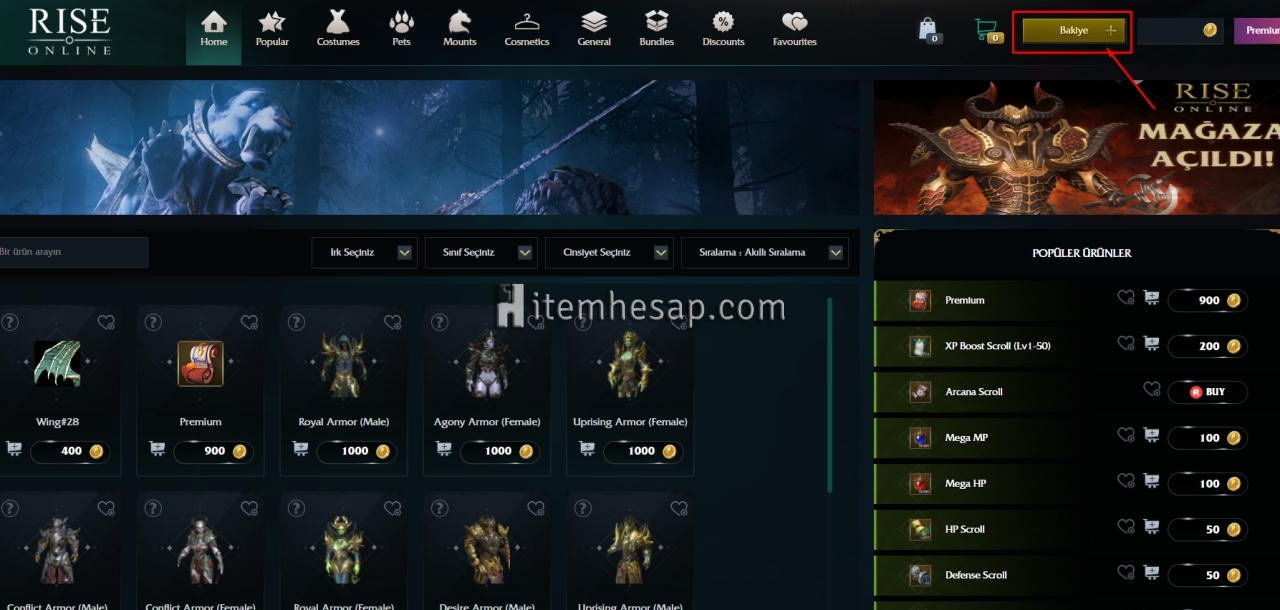 RISE
ONLINE
Home
Popular
Costumes
Pets
Mounts
Cosmetics
General
Bundles
Discounts
Favourites
0
0
Bakiye +
Premium
RISE
ONLINE
MAĞAZA
AÇILDI!
Bir ürün arayın
Irk Seçiniz
Sınıf Seçiniz
Cinsiyet Seçiniz
Sıralama : Akıllı Sıralama
itemhesap.com
Wing#28
400
Premium
900
Royal Armor (Male)
1000
Agony Armor (Female)
1000
Uprising Armor (Female)
1000
Conflict Armor (Male)
Conflict Armor (Female)
Royal Armor (Female)
Desire Armor (Male)
Uprising Armor (Male)
POPÜLER ÜRÜNLER
Premium
900
XP Boost Scroll (Lv1-50)
200
Arcana Scroll
R BUY
Mega MP
100
Mega HP
100
HP Scroll
50
Defense Scroll
50